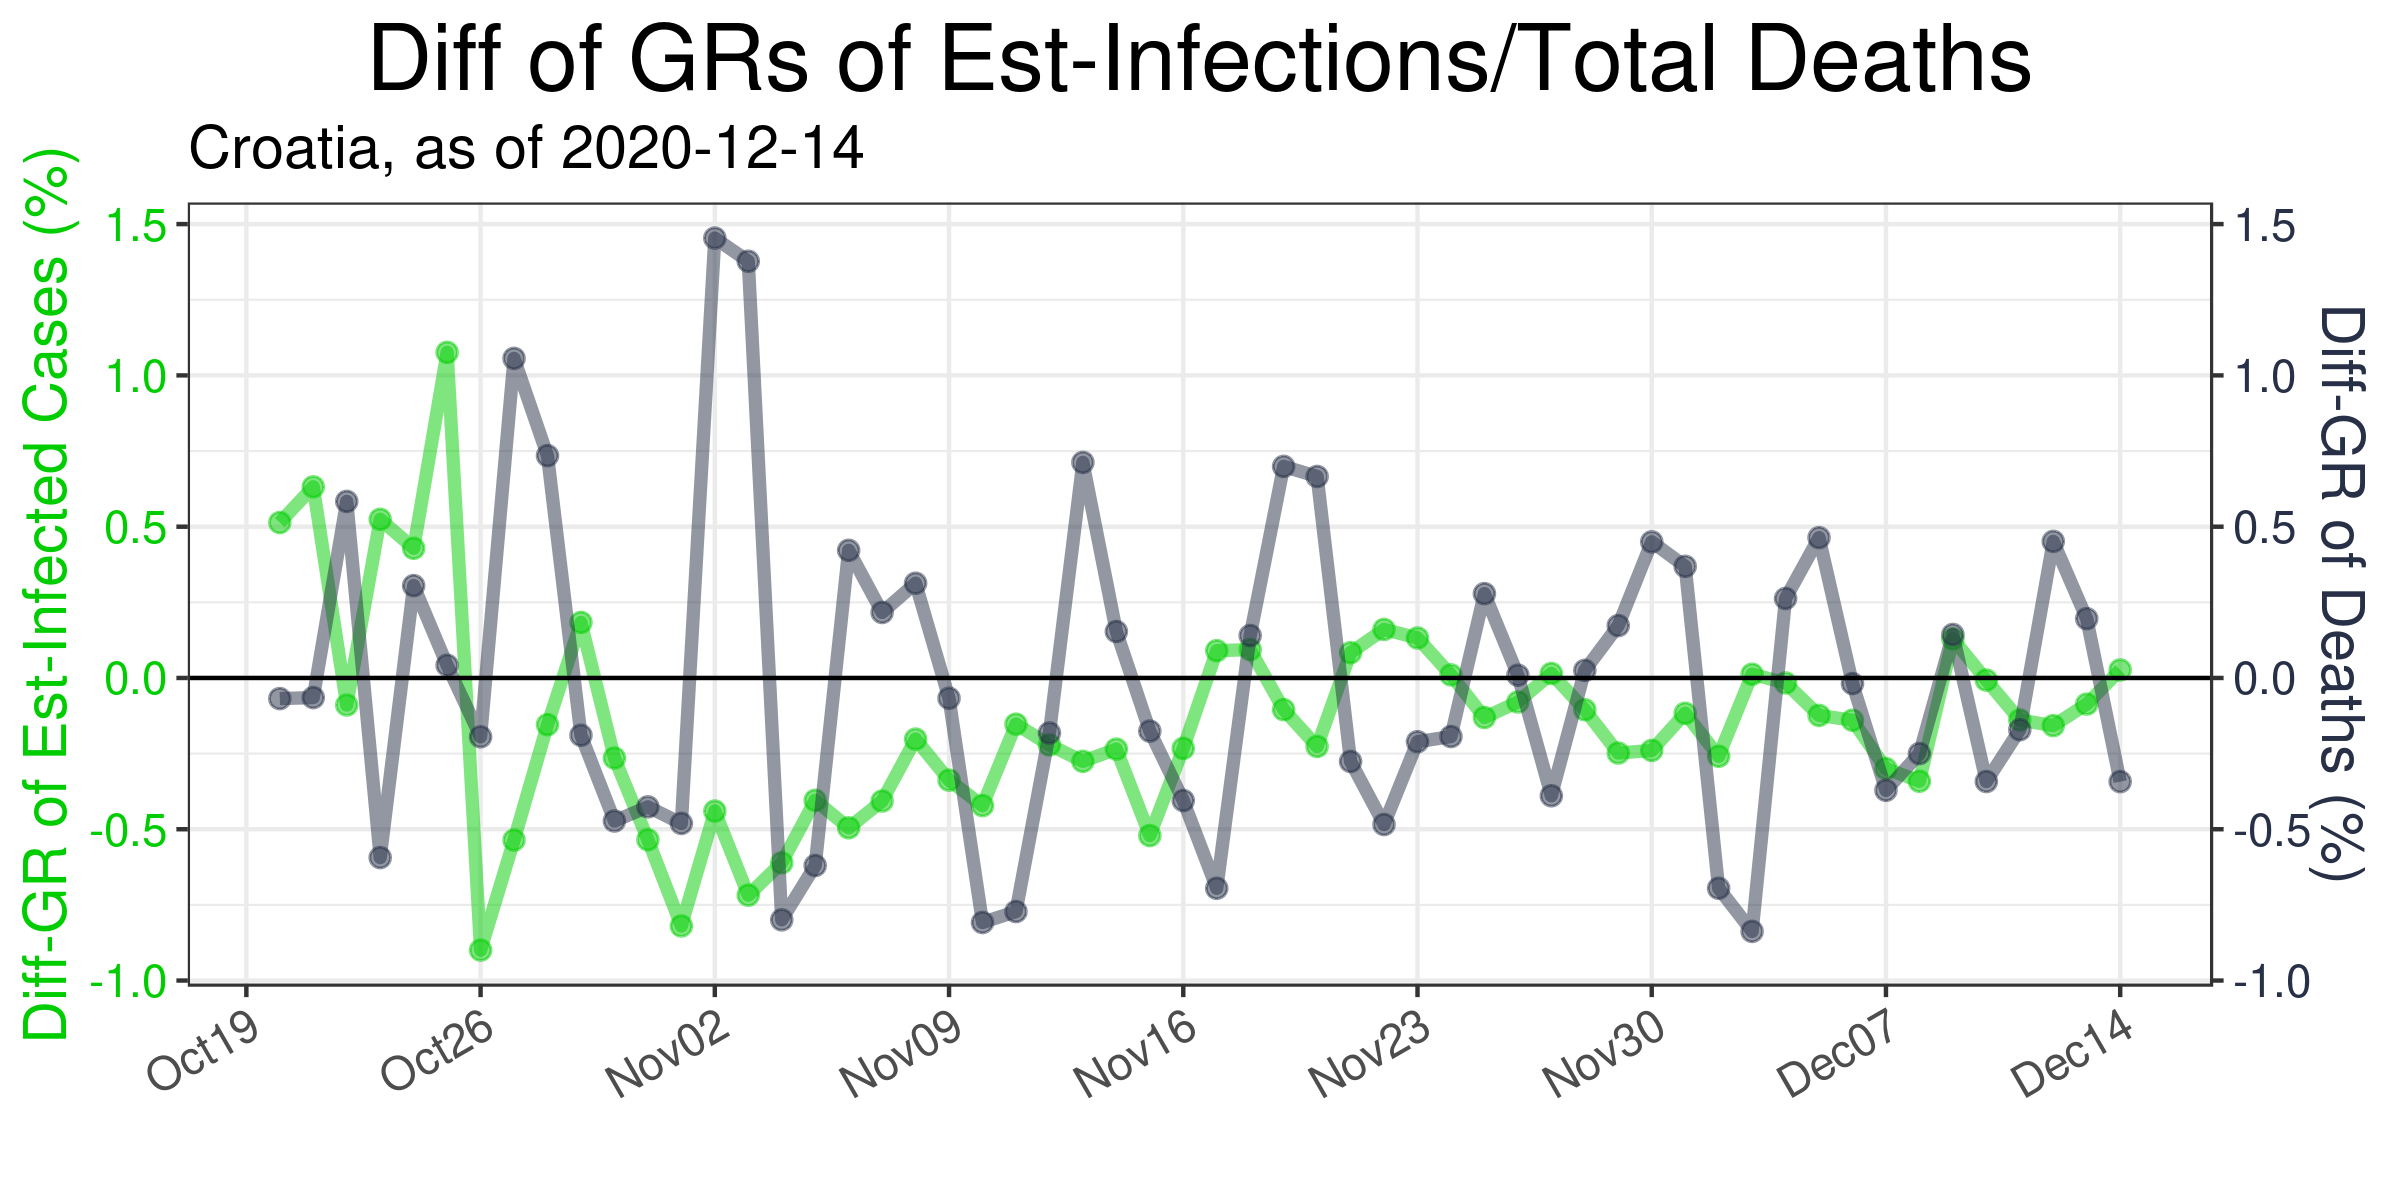 Diff of GRs of Est-Infections/Total Deaths
Croatia, as of 2020-12-14
Diff-GR of Est-Infected Cases (%)
1.5
1.0
0.5
0.0
-0.5
-1.0
1.5
1.0
0.5
0.0
-0.5
-1.0
Diff-GR of Deaths (%)
Oct19
Oct26
Nov02
Nov09
Nov16
Nov23
Nov30
Dec07
Dec14